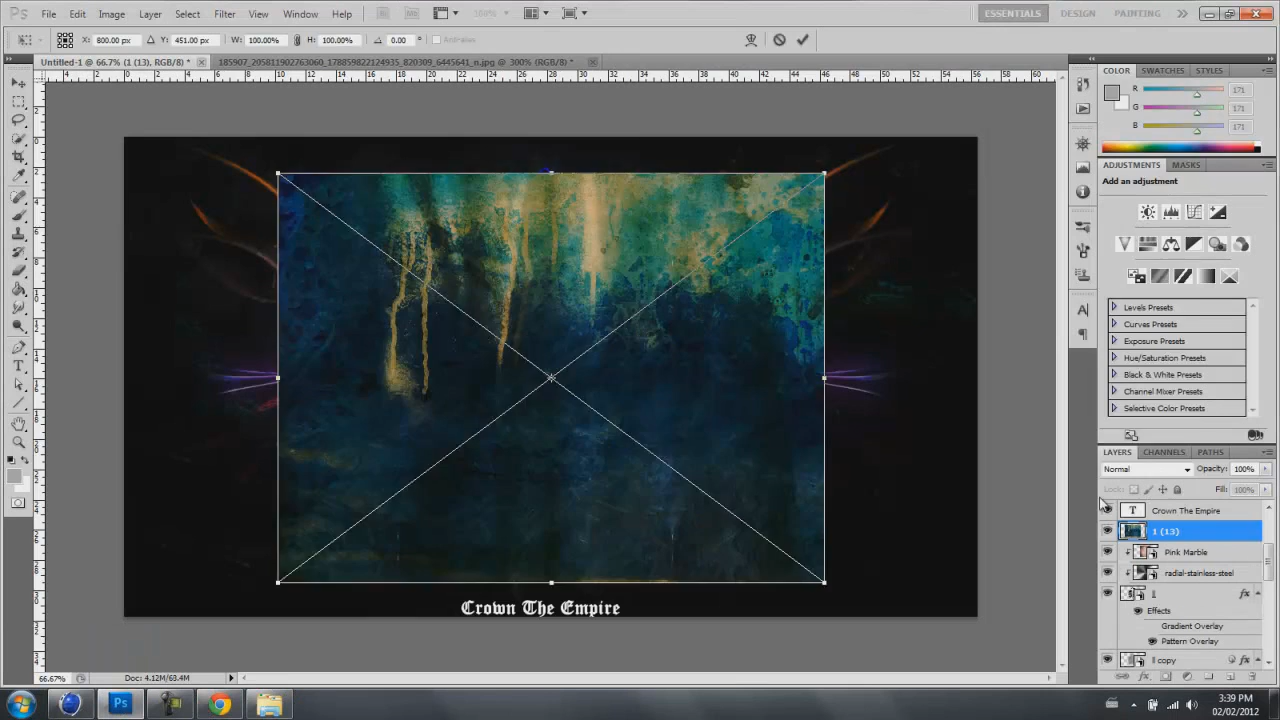 Ps File Edit Image Layer Select Filter View Window Help 100% ESSENTIALS DESIGN PAINTING
X: 800.00 px Y: 451.00 px W: 100.00% H: 100.00% 0.00
Untitled-1 @ 66.7% (1 (13), RGB/8) * 185907_205811902763060_178859822124935_820309_6445641_n.jpg @ 300% (RGB/8) *
COLOR SWATCHES STYLES
R 171
G 171
B 171
ADJUSTMENTS MASKS
Add an adjustment
Levels Presets
Curves Presets
Exposure Presets
Hue/Saturation Presets
Black & White Presets
Channel Mixer Presets
Selective Color Presets
LAYERS CHANNELS PATHS
Normal Opacity: 100%
Lock: Fill: 100%
T Crown The Empire
1 (13)
Pink Marble
radial-stainless-steel
Effects
Gradient Overlay
Pattern Overlay
copy
Crown The Empire
66.67% Doc: 4.12M/63.4M
Ps
3:39 PM
02/02/2012